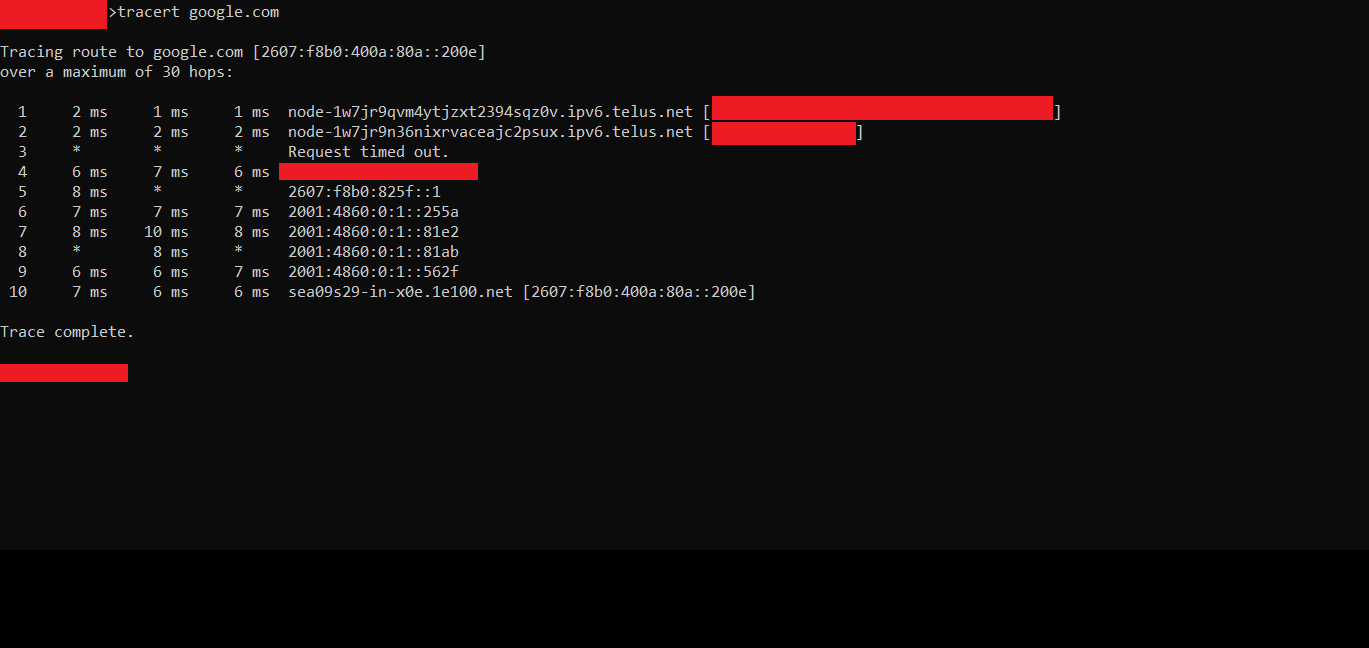 >tracert google.com
Tracing route to google.com [2607:f8b0:400a:80a::200e]
over a maximum of 30 hops:
1 2 ms 1 ms 1 ms node-1w7jr9qvm4ytjzxt2394sqz0v.ipv6.telus.net [ ]
2 2 ms 2 ms 2 ms node-1w7jr9n36nixrvaceajc2psux.ipv6.telus.net [ ]
3 * * * Request timed out.
4 6 ms 7 ms 6 ms
5 8 ms * * 2607:f8b0:825f::1
6 7 ms 7 ms 7 ms 2001:4860:0:1::255a
7 8 ms 10 ms 8 ms 2001:4860:0:1::81e2
8 * 8 ms * 2001:4860:0:1::81ab
9 6 ms 6 ms 7 ms 2001:4860:0:1::562f
10 7 ms 6 ms 6 ms sea09s29-in-x0e.1e100.net [2607:f8b0:400a:80a::200e]
Trace complete.